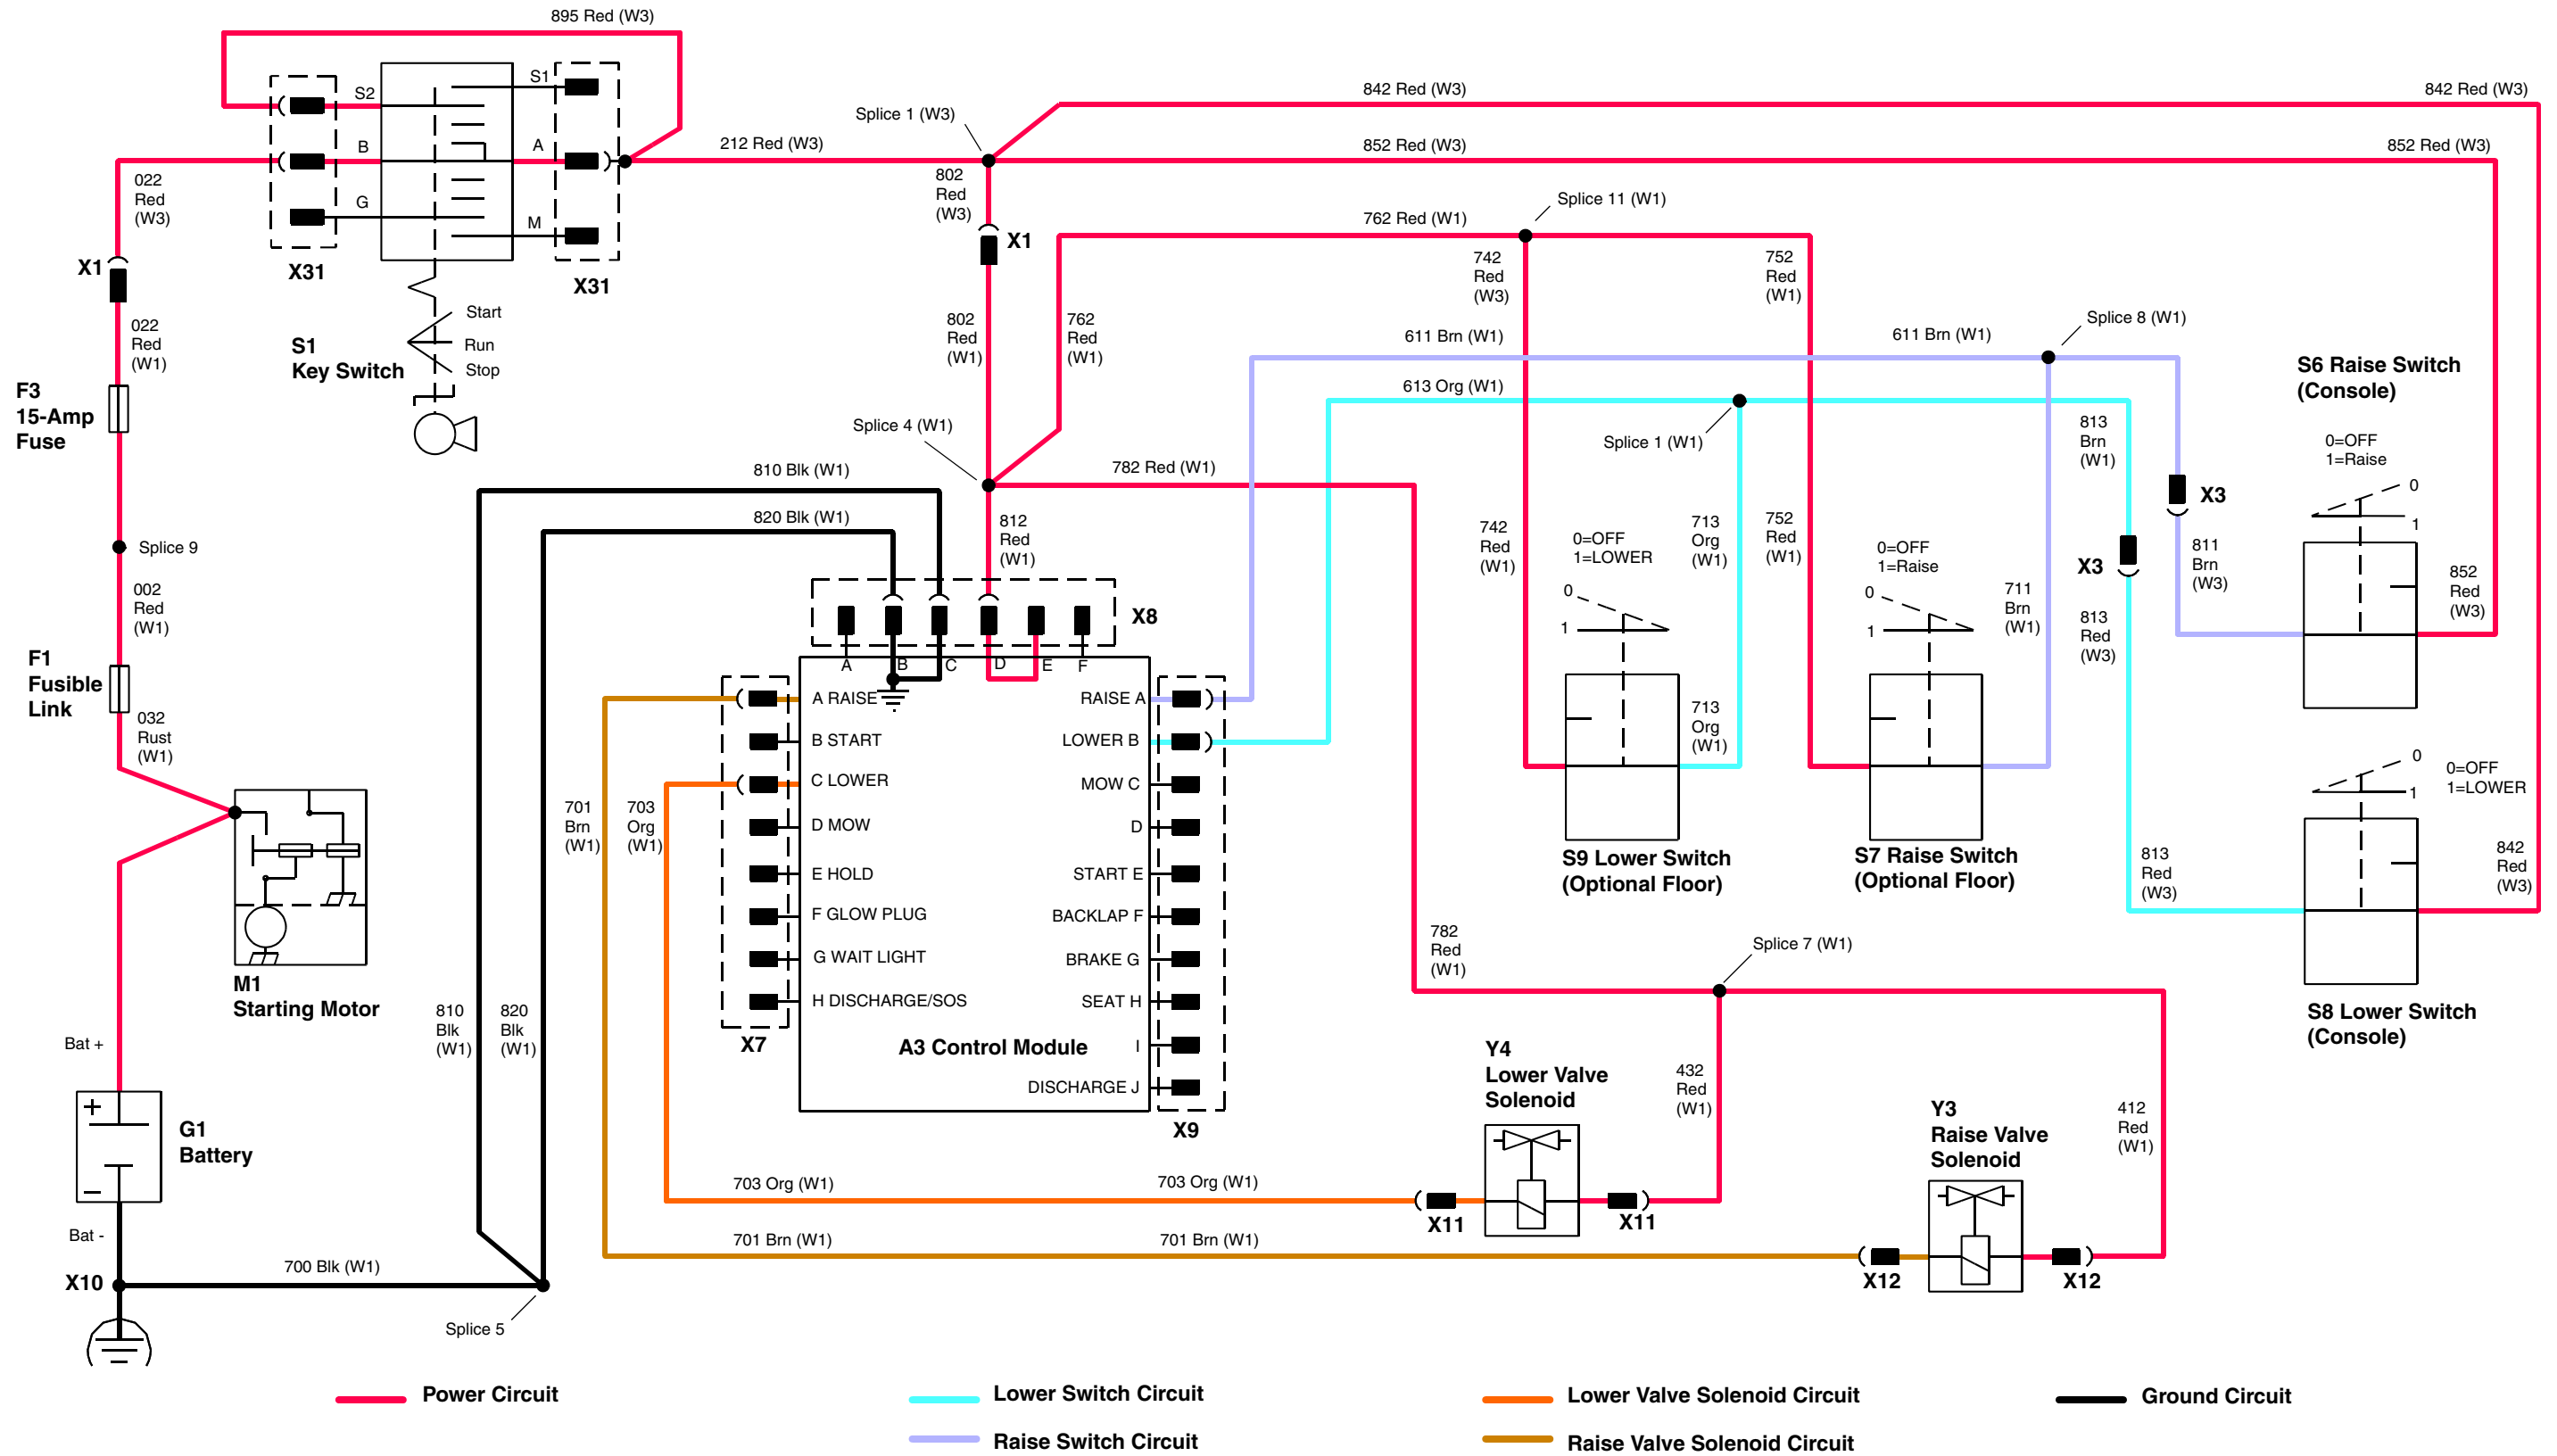 895 Red (W3)
S2
S1
B
A
G
M
X31
X31
212 Red (W3)
Splice 1 (W3)
842 Red (W3)
842 Red (W3)
852 Red (W3)
852 Red (W3)
022
Red
(W3)
X1
022
Red
(W1)
S1
Key Switch
Start
Run
Stop
F3
15-Amp
Fuse
Splice 9
002
Red
(W1)
F1
Fusible
Link
032
Rust
(W1)
M1
Starting Motor
Bat +
+
–
G1
Battery
Bat -
X10
700 Blk (W1)
Splice 5
810
Blk
(W1)
820
Blk
(W1)
810 Blk (W1)
820 Blk (W1)
802
Red
(W3)
X1
802
Red
(W1)
762
Red
(W1)
762 Red (W1)
Splice 11 (W1)
742
Red
(W3)
752
Red
(W1)
611 Brn (W1)
611 Brn (W1)
Splice 8 (W1)
613 Org (W1)
Splice 1 (W1)
Splice 4 (W1)
782 Red (W1)
812
Red
(W1)
X8
A
B
C
D
E
F
A RAISE
B START
C LOWER
D MOW
E HOLD
F GLOW PLUG
G WAIT LIGHT
H DISCHARGE/SOS
X7
RAISE A
LOWER B
MOW C
D
START E
BACKLAP F
BRAKE G
SEAT H
I
DISCHARGE J
A3 Control Module
X9
701
Brn
(W1)
703
Org
(W1)
703 Org (W1)
703 Org (W1)
701 Brn (W1)
701 Brn (W1)
742
Red
(W1)
0=OFF
1=LOWER
0
1
713
Org
(W1)
713
Org
(W1)
S9 Lower Switch
(Optional Floor)
752
Red
(W1)
0=OFF
1=Raise
0
1
711
Brn
(W1)
S7 Raise Switch
(Optional Floor)
813
Brn
(W1)
X3
X3
813
Red
(W3)
811
Brn
(W3)
813
Red
(W3)
S6 Raise Switch
(Console)
0=OFF
1=Raise
0
1
852
Red
(W3)
0
1
0=OFF
1=LOWER
842
Red
(W3)
S8 Lower Switch
(Console)
782
Red
(W1)
Splice 7 (W1)
Y4
Lower Valve
Solenoid
432
Red
(W1)
X11
X11
Y3
Raise Valve
Solenoid
412
Red
(W1)
X12
X12
Power Circuit
Lower Switch Circuit
Lower Valve Solenoid Circuit
Ground Circuit
Raise Switch Circuit
Raise Valve Solenoid Circuit